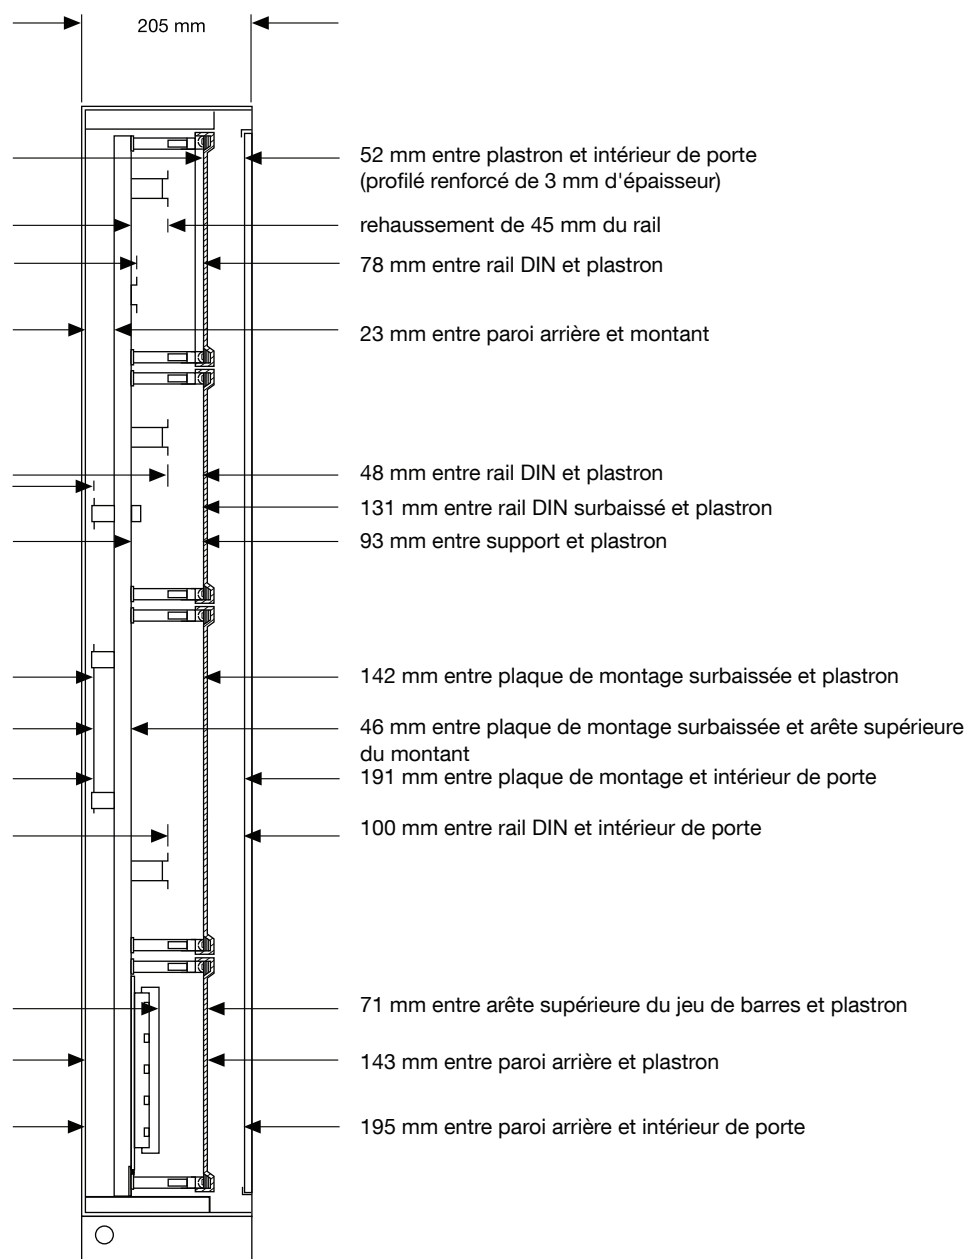 205 mm
52 mm entre plastron et intérieur de porte
(profilé renforcé de 3 mm d'épaisseur)
rehaussement de 45 mm du rail
78 mm entre rail DIN et plastron
23 mm entre paroi arrière et montant
48 mm entre rail DIN et plastron
131 mm entre rail DIN surbaissé et plastron
93 mm entre support et plastron
142 mm entre plaque de montage surbaissée et plastron
46 mm entre plaque de montage surbaissée et arête supérieure
du montant
191 mm entre plaque de montage et intérieur de porte
100 mm entre rail DIN et intérieur de porte
71 mm entre arête supérieure du jeu de barres et plastron
143 mm entre paroi arrière et plastron
195 mm entre paroi arrière et intérieur de porte